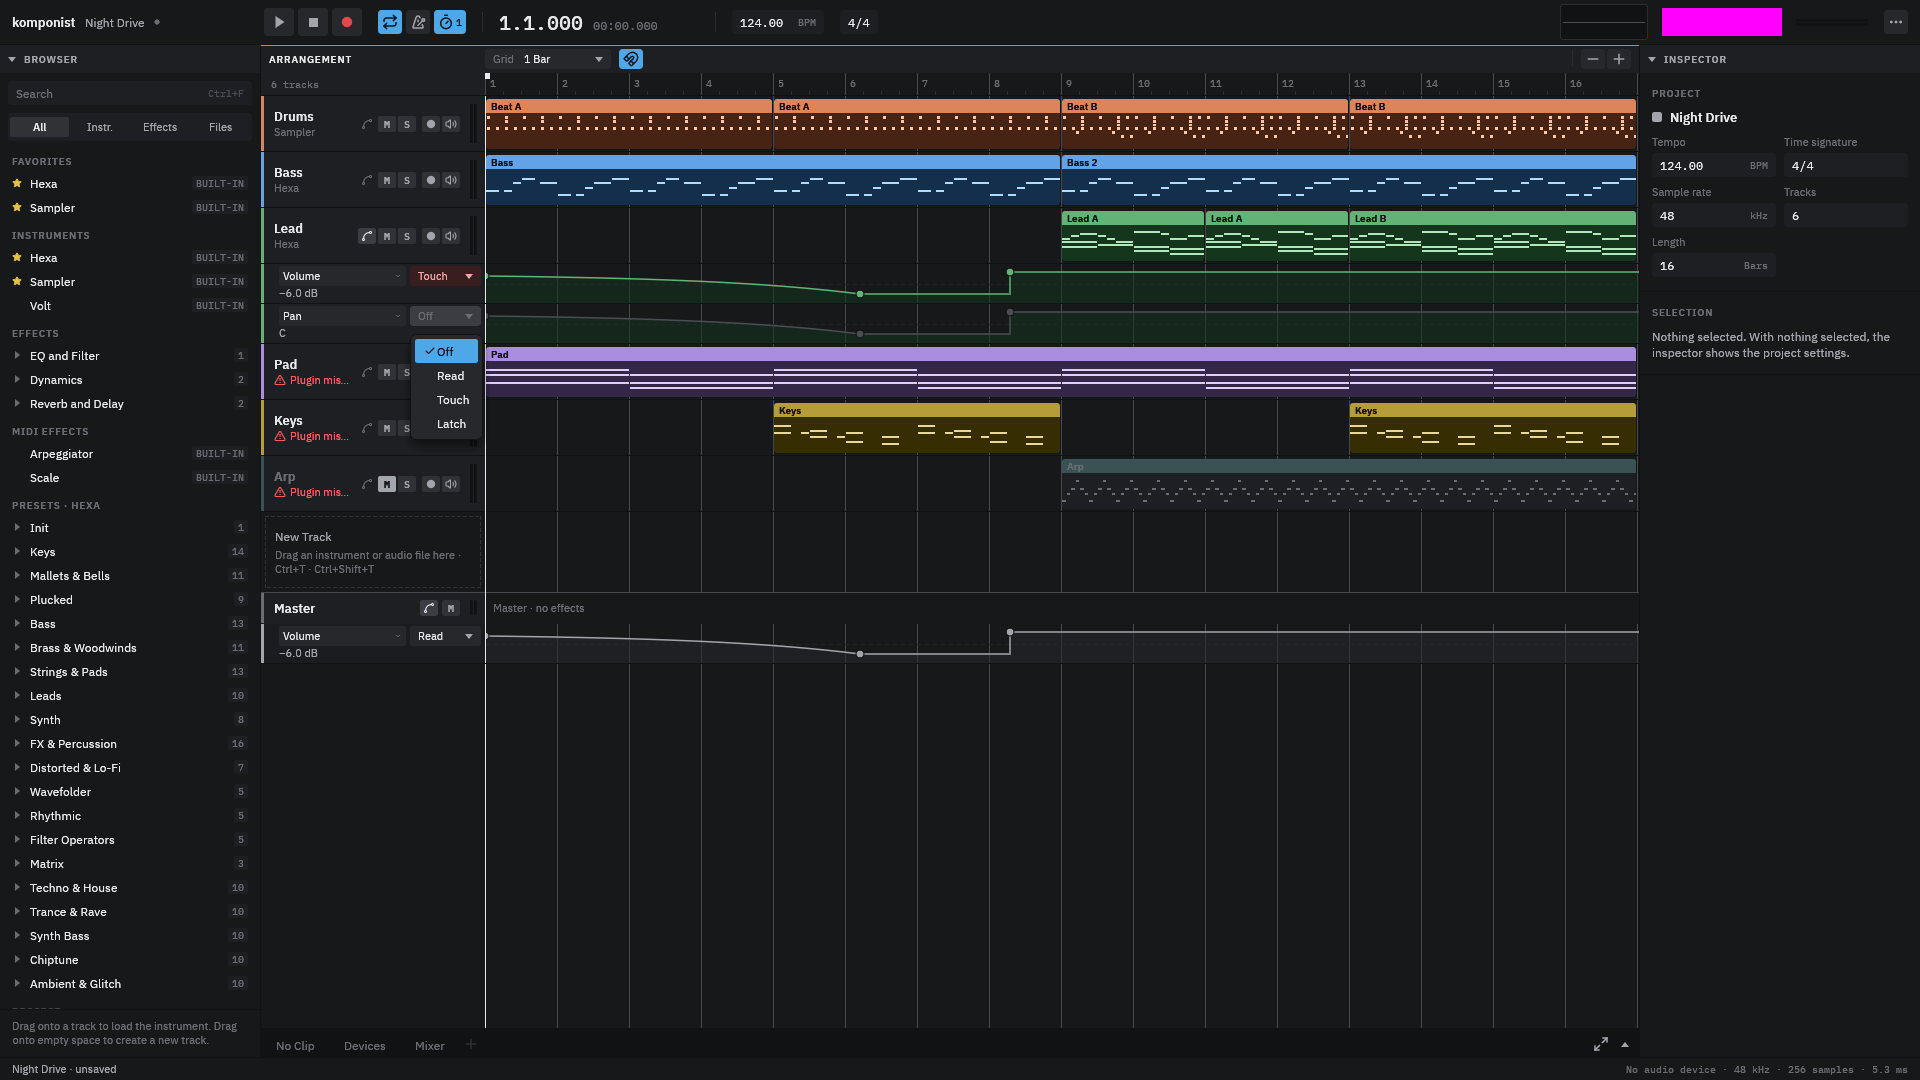 komponist Night Drive
1
1.1.000 00:00.000
124.00 BPM
4/4
BROWSER
Search Ctrl+F
All Instr. Effects Files
FAVORITES
Hexa BUILT-IN
Sampler BUILT-IN
INSTRUMENTS
Hexa BUILT-IN
Sampler BUILT-IN
Volt
EFFECTS
EQ and Filter 1
Dynamics 2
Reverb and Delay 2
MIDI EFFECTS
Arpeggiator BUILT-IN
Scale BUILT-IN
PRESETS · HEXA
Init 1
Keys 14
Mallets & Bells 11
Plucked 9
Bass 13
Brass & Woodwinds 11
Strings & Pads 13
Leads 10
Synth 8
FX & Percussion 16
Distorted & Lo-Fi 7
Wavefolder 5
Rhythmic 5
Filter Operators 5
Matrix 3
Techno & House 10
Trance & Rave 10
Synth Bass 10
Chiptune 10
Ambient & Glitch 10
Drag onto a track to load the instrument. Drag
onto empty space to create a new track.
ARRANGEMENT
Grid 1 Bar
6 tracks
1 2 3 4 5 6 7 8 9 10 11 12 13 14 15 16
Drums
Sampler
M S
Beat A Beat A Beat B Beat B
Bass
Hexa
M S
Bass Bass 2
Lead
Hexa
M S
Lead A Lead A Lead B
Volume Touch
−6.0 dB
Pan Off
C
Off
Read
Touch
Latch
Pad
Plugin mis...
M S
Pad
Keys
Plugin mis...
M S
Keys Keys
Arp
Plugin mis...
M S
Arp
New Track
Drag an instrument or audio file here ·
Ctrl+T · Ctrl+Shift+T
Master M
Master · no effects
Volume Read
−6.0 dB
No Clip Devices Mixer
INSPECTOR
PROJECT
Night Drive
Tempo Time signature
124.00 BPM 4/4
Sample rate Tracks
48 kHz 6
Length
16 Bars
SELECTION
Nothing selected. With nothing selected, the
inspector shows the project settings.
Night Drive · unsaved
No audio device · 48 kHz · 256 samples · 5.3 ms